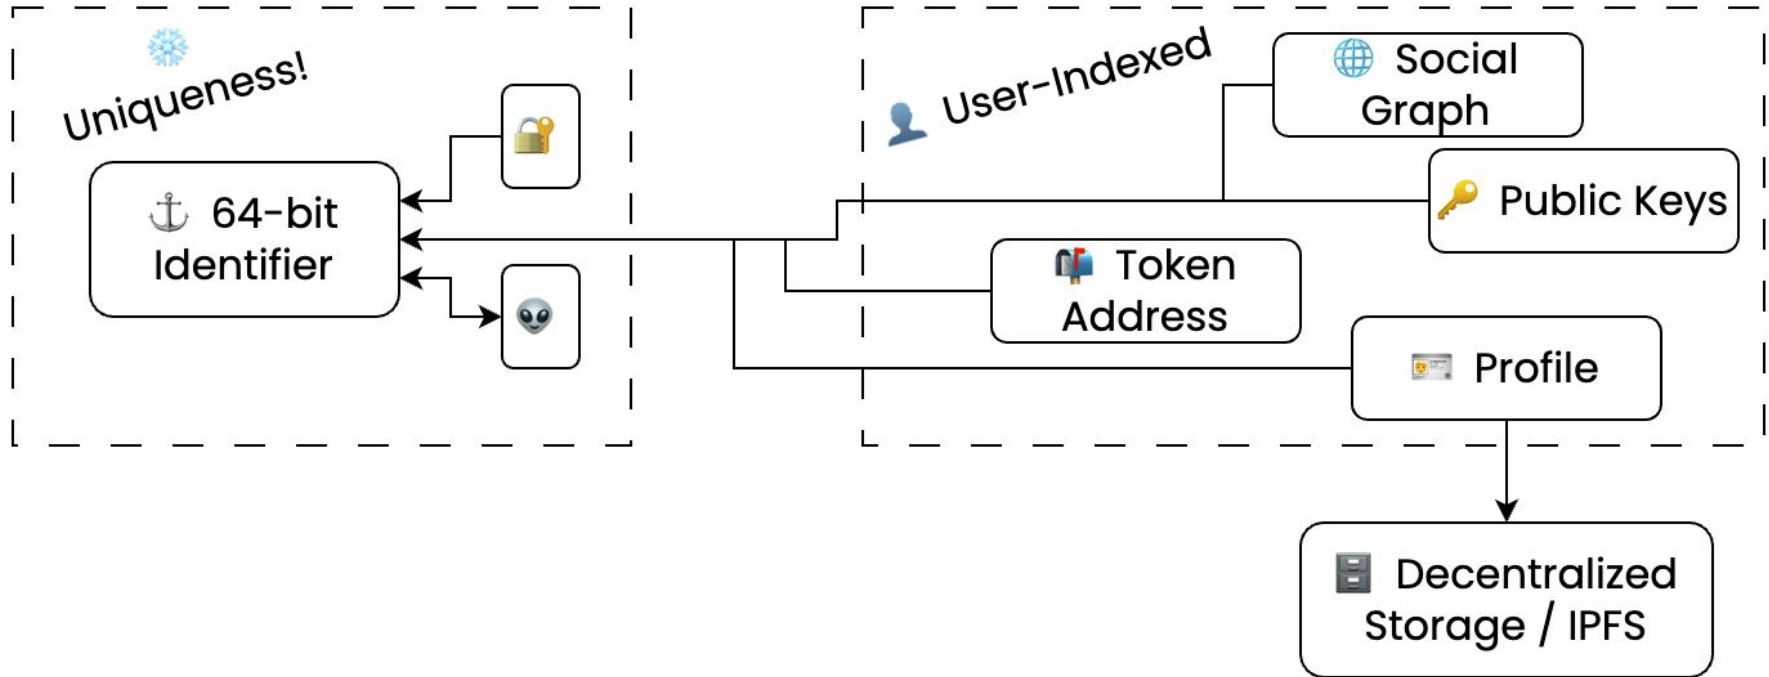 Uniqueness!
64-bit
Identifier
User-Indexed
Social
Graph
Public Keys
Token
Address
Profile
Decentralized
Storage / IPFS